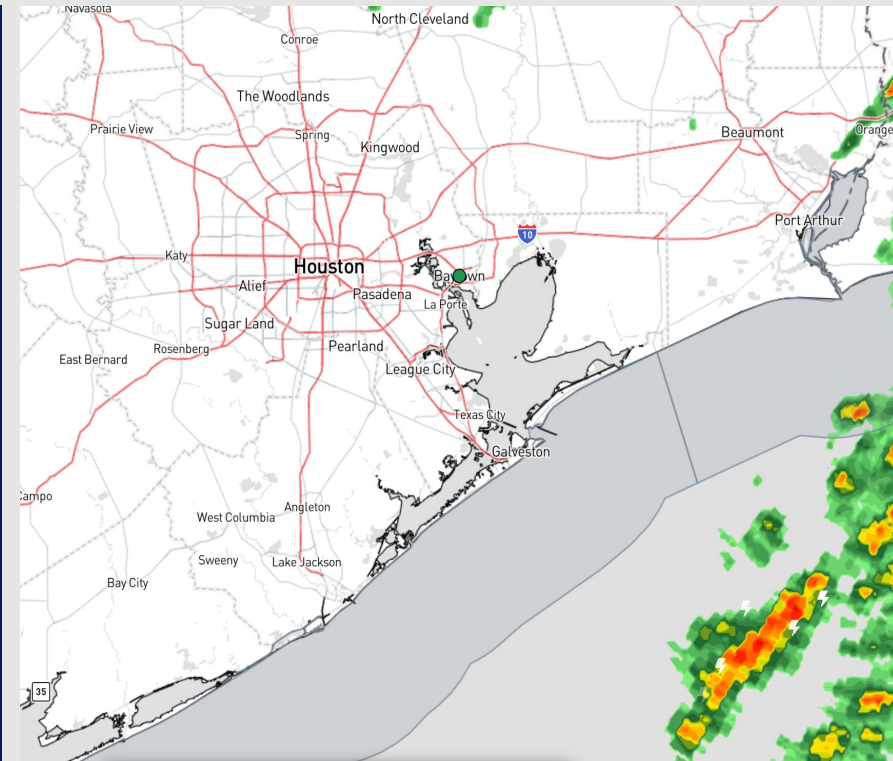 Navasota
North Cleveland
Conroe
The Woodlands
Prairie View
Spring
Kingwood
Beaumont
Orange
Port Arthur
10
Katy
Houston
Baytown
Alief
Pasadena
La Porte
Sugar Land
Rosenberg
Pearland
East Bernard
League City
Texas City
Galveston
Campo
Angleton
West Columbia
Sweeny
Lake Jackson
Bay City
35